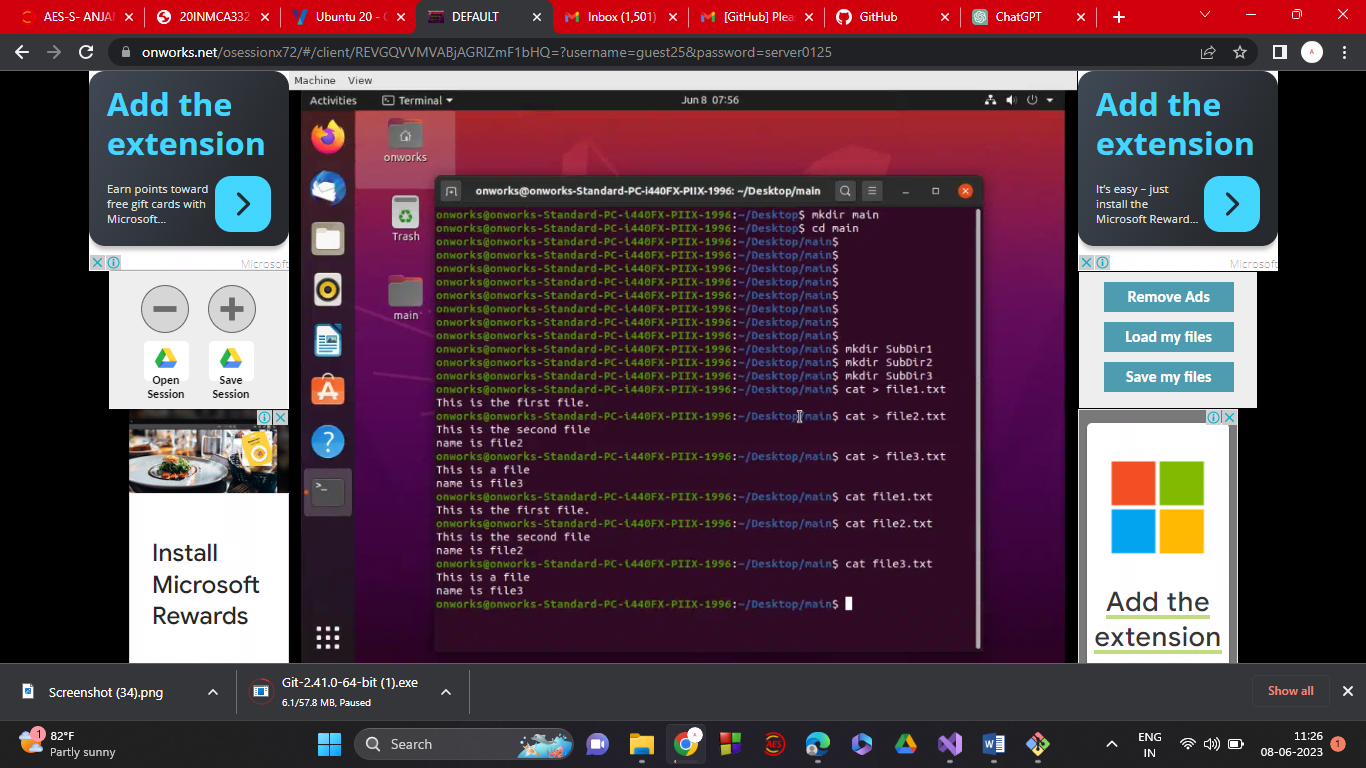 AES-S- ANJAN
20INMCA332
Ubuntu 20 - O
DEFAULT
Inbox (1,501)
[GitHub] Plea
GitHub
ChatGPT
onworks.net/osessionx72/#/client/REVGQVVMVABjAGRlZmF1bHQ=?username=guest25&password=server0125
Machine View
Activities
Terminal
Jun 8 07:56
Add the
extension
Earn points toward
free gift cards with
Microsoft...
Microsoft
Open
Session
Save
Session
Install
Microsoft
Rewards
onworks
Trash
main
onworks@onworks-Standard-PC-i440FX-PIIX-1996: ~/Desktop/main
onworks@onworks-Standard-PC-i440FX-PIIX-1996:~/Desktop$ mkdir main
onworks@onworks-Standard-PC-i440FX-PIIX-1996:~/Desktop$ cd main
onworks@onworks-Standard-PC-i440FX-PIIX-1996:~/Desktop/main$
onworks@onworks-Standard-PC-i440FX-PIIX-1996:~/Desktop/main$
onworks@onworks-Standard-PC-i440FX-PIIX-1996:~/Desktop/main$
onworks@onworks-Standard-PC-i440FX-PIIX-1996:~/Desktop/main$
onworks@onworks-Standard-PC-i440FX-PIIX-1996:~/Desktop/main$
onworks@onworks-Standard-PC-i440FX-PIIX-1996:~/Desktop/main$
onworks@onworks-Standard-PC-i440FX-PIIX-1996:~/Desktop/main$
onworks@onworks-Standard-PC-i440FX-PIIX-1996:~/Desktop/main$
onworks@onworks-Standard-PC-i440FX-PIIX-1996:~/Desktop/main$ mkdir SubDir1
onworks@onworks-Standard-PC-i440FX-PIIX-1996:~/Desktop/main$ mkdir SubDir2
onworks@onworks-Standard-PC-i440FX-PIIX-1996:~/Desktop/main$ mkdir SubDir3
onworks@onworks-Standard-PC-i440FX-PIIX-1996:~/Desktop/main$ cat > file1.txt
This is the first file.
onworks@onworks-Standard-PC-i440FX-PIIX-1996:~/Desktop/main$ cat > file2.txt
This is the second file
name is file2
onworks@onworks-Standard-PC-i440FX-PIIX-1996:~/Desktop/main$ cat > file3.txt
This is a file
name is file3
onworks@onworks-Standard-PC-i440FX-PIIX-1996:~/Desktop/main$ cat file1.txt
This is the first file.
onworks@onworks-Standard-PC-i440FX-PIIX-1996:~/Desktop/main$ cat file2.txt
This is the second file
name is file2
onworks@onworks-Standard-PC-i440FX-PIIX-1996:~/Desktop/main$ cat file3.txt
This is a file
name is file3
onworks@onworks-Standard-PC-i440FX-PIIX-1996:~/Desktop/main$
Add the
extension
It's easy – just
install the
Microsoft Reward...
Microsoft
Remove Ads
Load my files
Save my files
Add the
extension
Screenshot (34).png
Git-2.41.0-64-bit (1).exe
6.1/57.8 MB, Paused
Show all
1
82°F
Partly sunny
Search
ENG
IN
11:26
08-06-2023
1